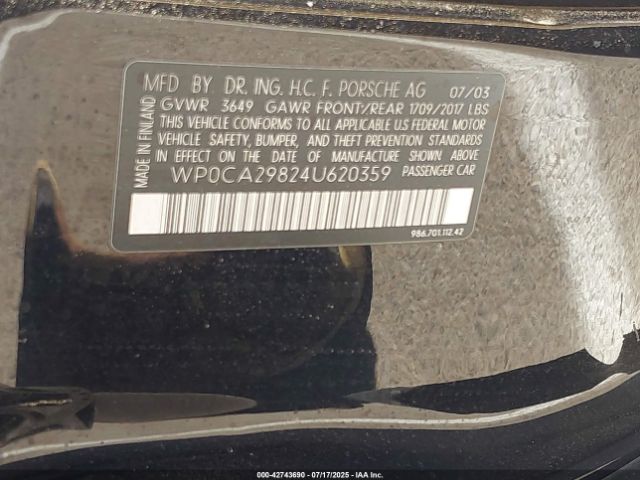 MFD BY DR. ING. H.C. F. PORSCHE AG 07/03
GVWR 3649 GAWR FRONT/REAR 1709/2017 LBS
THIS VEHICLE CONFORMS TO ALL APPLICABLE US FEDERAL MOTOR
VEHICLE SAFETY, BUMPER, AND THEFT PREVENTION STANDARDS
IN EFFECT ON THE DATE OF MANUFACTURE SHOWN ABOVE
WP0CA29824U620359 PASSENGER CAR
986.701.112.42
MADE IN FINLAND
000-42743690 - 07/17/2025 - IAA Inc.